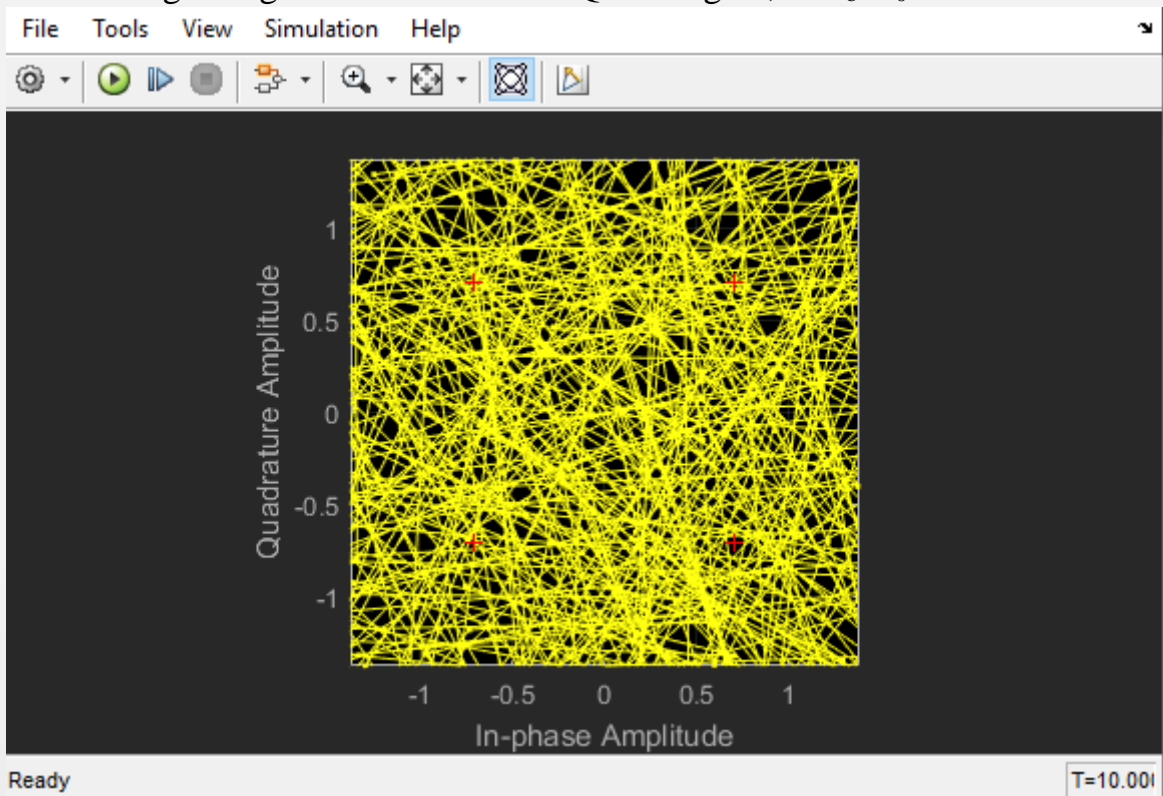 File Tools View Simulation Help
1
0.5
0
-0.5
-1
Quadrature Amplitude
-1 -0.5 0 0.5 1
In-phase Amplitude
Ready
T=10.00